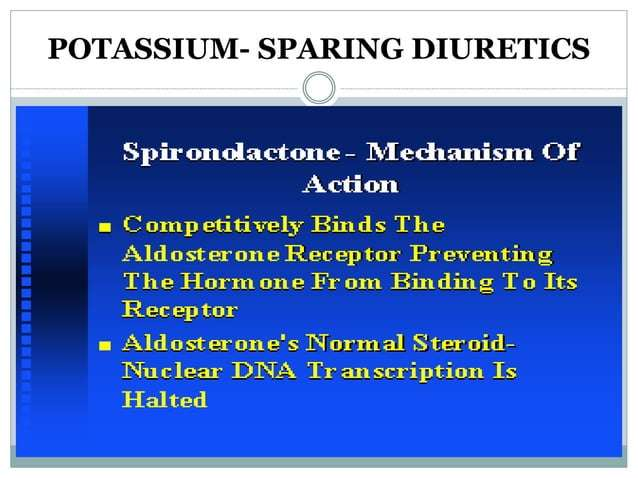 POTASSIUM- SPARING DIURETICS
Spironolactone - Mechanism Of
Action
Competitively Binds The
Aldosterone Receptor Preventing
The Hormone From Binding To Its
Receptor
Aldosterone's Normal Steroid-
Nuclear DNA Transcription Is
Halted